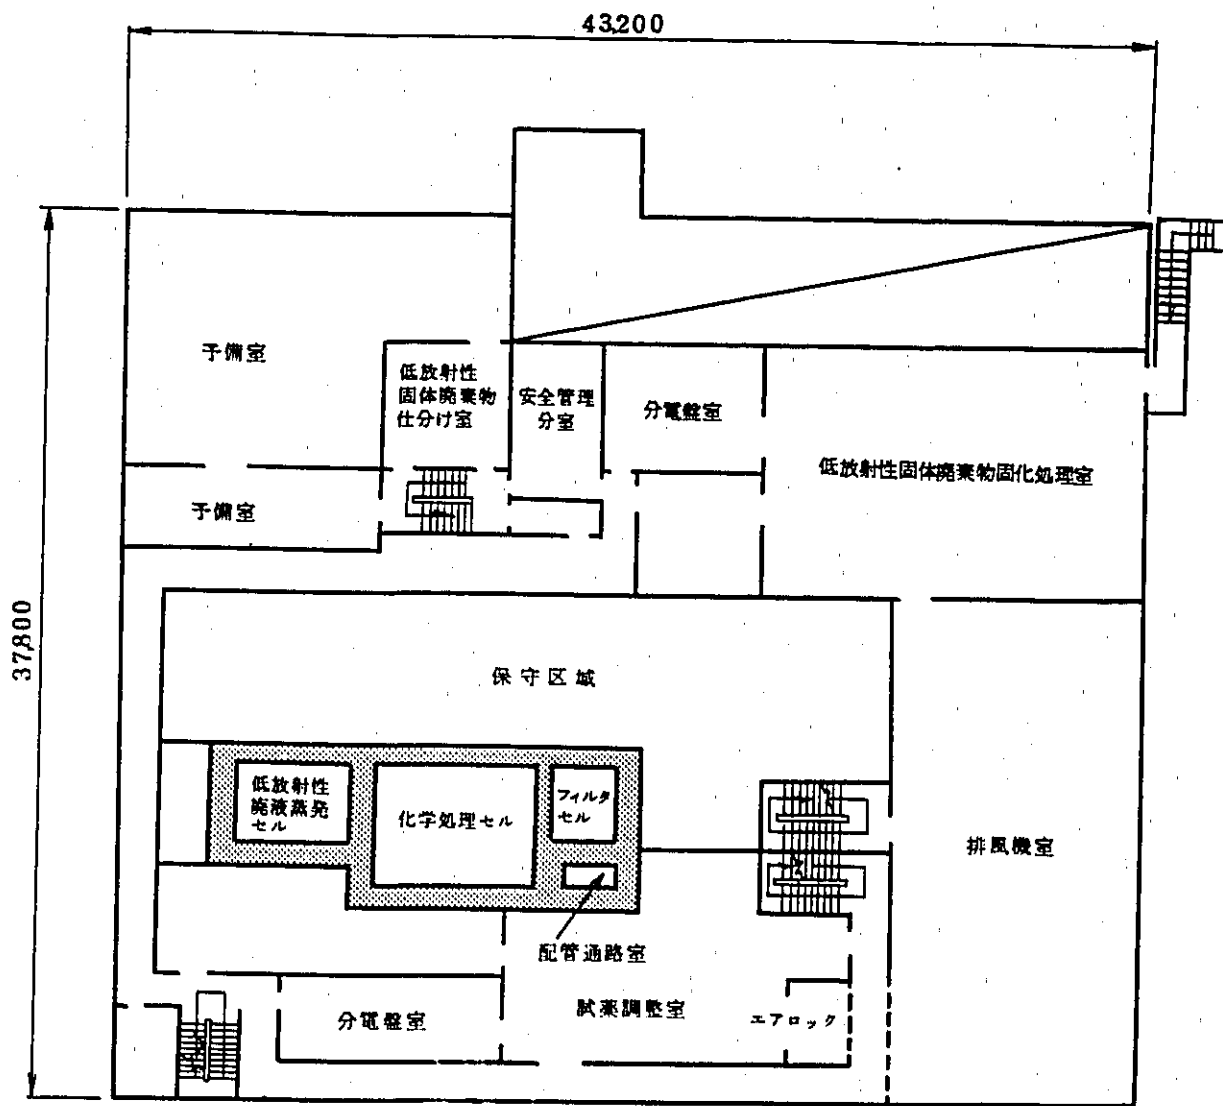 43,200
37,800
予備室
低放射性
固体廃棄物
仕分け室
安全管理
分室
分電盤室
低放射性固体廃棄物固化処理室
予備室
保守区域
低放射性
廃液蒸発
セル
化学処理セル
フィルタ
セル
排風機室
配管通路室
試薬調整室
エアロック
分電盤室